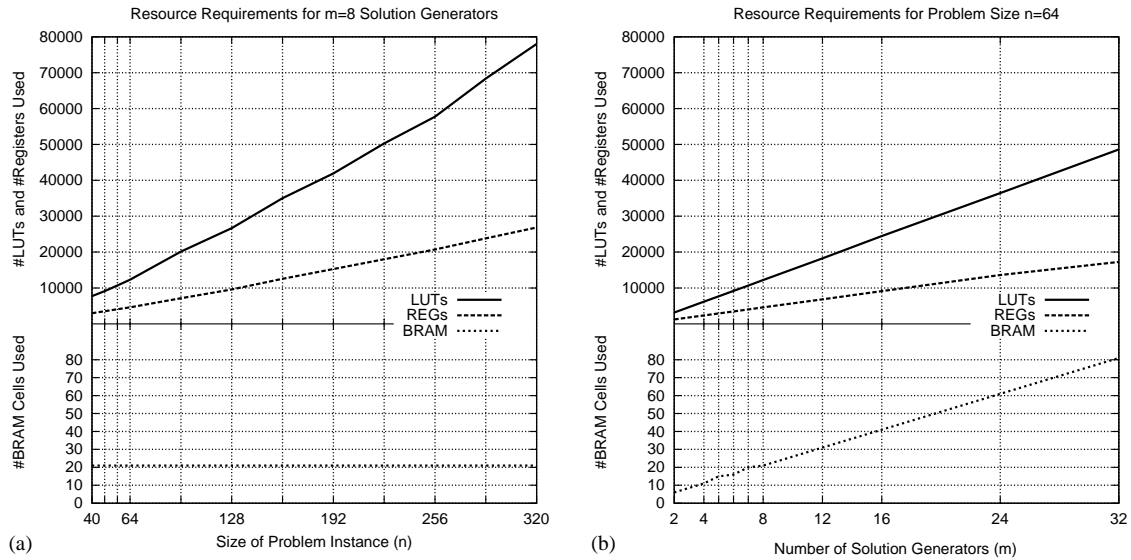 Resource Requirements for m=8 Solution Generators
80000
70000
60000
50000
40000
30000
20000
10000
#LUTs and #Registers Used
LUTs
REGs
BRAM
80
70
60
50
40
30
20
10
0
#BRAM Cells Used
40 64 128 192 256 320
Size of Problem Instance (n)
(a)
Resource Requirements for Problem Size n=64
80000
70000
60000
50000
40000
30000
20000
10000
#LUTs and #Registers Used
LUTs
REGs
BRAM
80
70
60
50
40
30
20
10
0
#BRAM Cells Used
2 4 8 12 16 24 32
Number of Solution Generators (m)
(b)